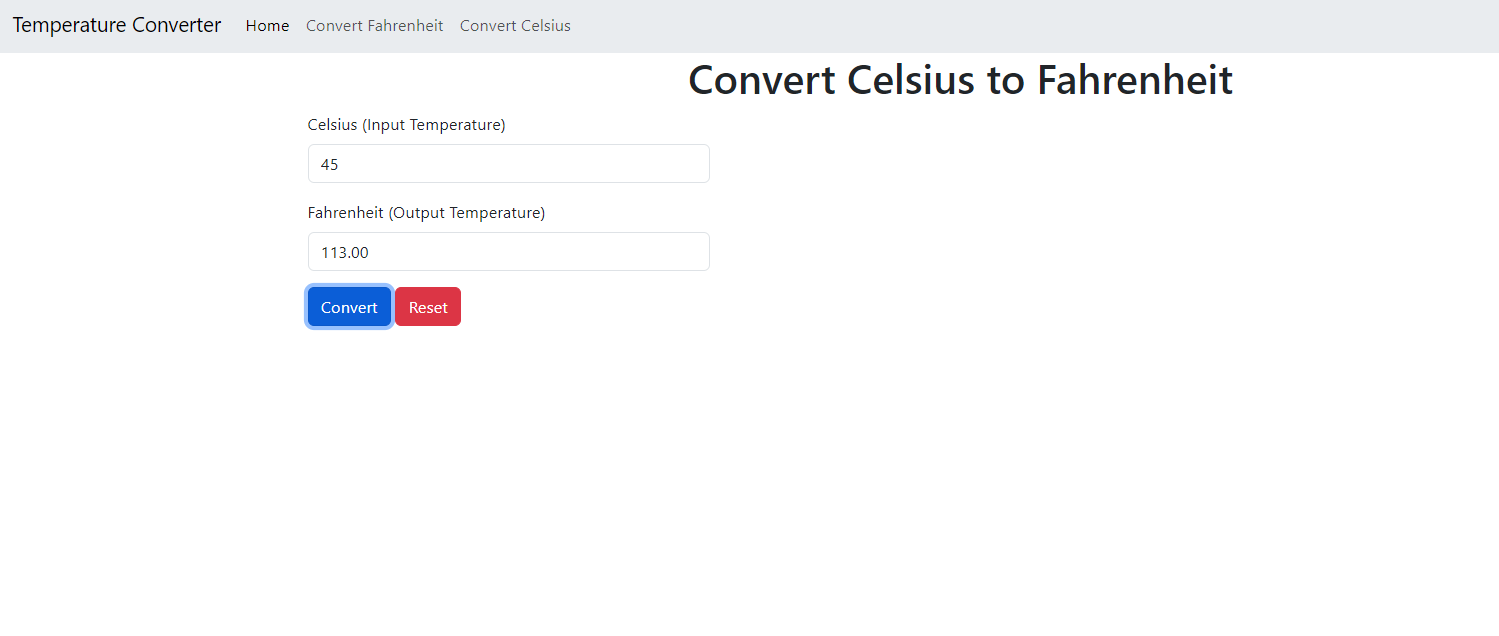 Temperature Converter Home Convert Fahrenheit Convert Celsius
Convert Celsius to Fahrenheit
Celsius (Input Temperature)
45
Fahrenheit (Output Temperature)
113.00
Convert Reset